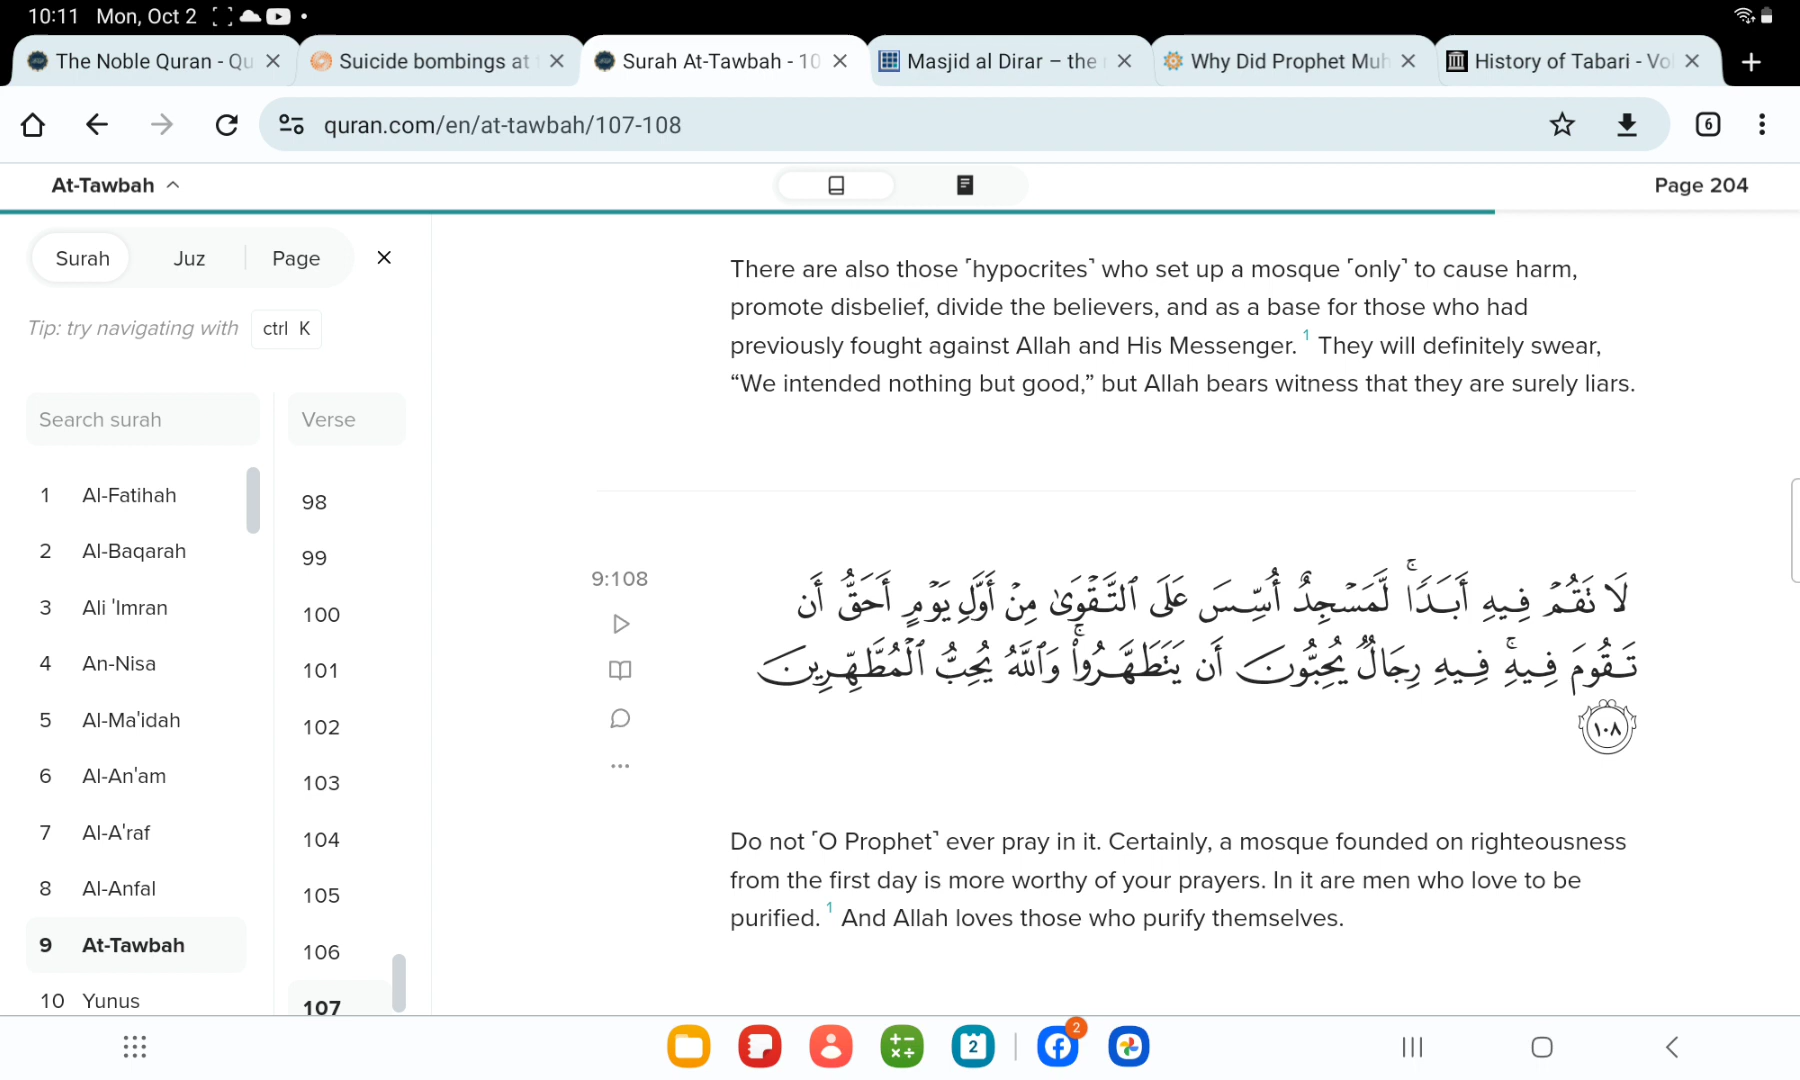 10:11 Mon, Oct 2
The Noble Quran - Qu
Suicide bombings at
Surah At-Tawbah - 10
Masjid al Dirar – the
Why Did Prophet Muh
History of Tabari - Vol
quran.com/en/at-tawbah/107-108
6
At-Tawbah
Page 204
Surah Juz Page
Tip: try navigating with ctrl K
Search surah
Verse
1 Al-Fatihah
2 Al-Baqarah
3 Ali 'Imran
4 An-Nisa
5 Al-Ma'idah
6 Al-An'am
7 Al-A'raf
8 Al-Anfal
9 At-Tawbah
10 Yunus
98
99
100
101
102
103
104
105
106
107
There are also those ˹hypocrites˺ who set up a mosque ˹only˺ to cause harm,
promote disbelief, divide the believers, and as a base for those who had
previously fought against Allah and His Messenger. 1 They will definitely swear,
“We intended nothing but good,” but Allah bears witness that they are surely liars.
9:108
لَا تَقُمْ فِيهِ أَبَدًۭا ۚ لَّمَسْجِدٌ أُسِّسَ عَلَى ٱلتَّقْوَىٰ مِنْ أَوَّلِ يَوْمٍ أَحَقُّ أَن
تَقُومَ فِيهِ ۚ فِيهِ رِجَالٌۭ يُحِبُّونَ أَن يَتَطَهَّرُوا۟ ۚ وَٱللَّهُ يُحِبُّ ٱلْمُطَّهِّرِينَ
١٠٨
Do not ˹O Prophet˺ ever pray in it. Certainly, a mosque founded on righteousness
from the first day is more worthy of your prayers. In it are men who love to be
purified. 1 And Allah loves those who purify themselves.
2
2